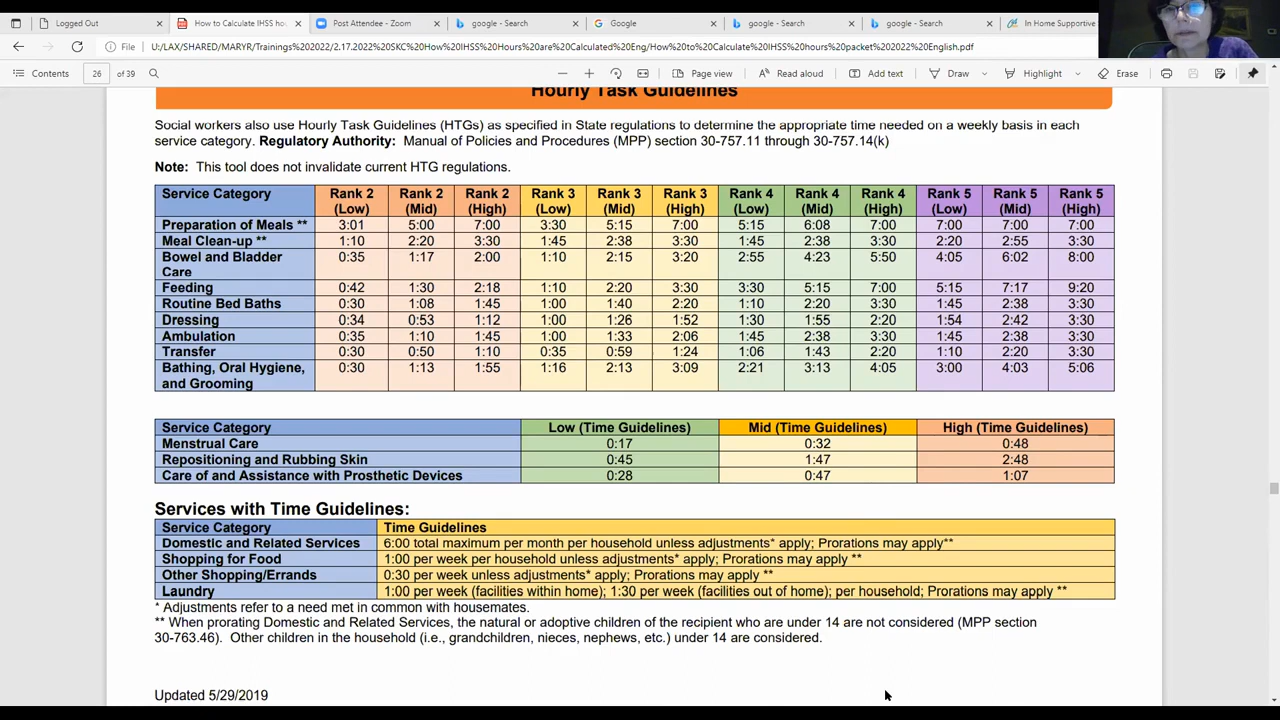 Logged Out
How to Calculate IHSS hou
Post Attendee - Zoom
google - Search
Google
google - Search
google - Search
In Home Supportive
File
U:/LAX/SHARED/MARYR/Trainings%202022/2.17.2022%20SKC%20How%20IHSS%20Hours%20are%20Calculated%20Eng/How%20to%20Calculate%20IHSS%20hours%20packet%202022%20English.pdf
Contents 26 of 39 Page view Read aloud Add text Draw Highlight Erase
Hourly Task Guidelines
Social workers also use Hourly Task Guidelines (HTGs) as specified in State regulations to determine the appropriate time needed on a weekly basis in each
service category. Regulatory Authority: Manual of Policies and Procedures (MPP) section 30-757.11 through 30-757.14(k)
Note: This tool does not invalidate current HTG regulations.
Service Category Rank 2 (Low) Rank 2 (Mid) Rank 2 (High) Rank 3 (Low) Rank 3 (Mid) Rank 3 (High) Rank 4 (Low) Rank 4 (Mid) Rank 4 (High) Rank 5 (Low) Rank 5 (Mid) Rank 5 (High)
Preparation of Meals ** 3:01 5:00 7:00 3:30 5:15 7:00 5:15 6:08 7:00 7:00 7:00 7:00
Meal Clean-up ** 1:10 2:20 3:30 1:45 2:38 3:30 1:45 2:38 3:30 2:20 2:55 3:30
Bowel and Bladder Care 0:35 1:17 2:00 1:10 2:15 3:20 2:55 4:23 5:50 4:05 6:02 8:00
Feeding 0:42 1:30 2:18 1:10 2:20 3:30 3:30 5:15 7:00 5:15 7:17 9:20
Routine Bed Baths 0:30 1:08 1:45 1:00 1:40 2:20 1:10 2:20 3:30 1:45 2:38 3:30
Dressing 0:34 0:53 1:12 1:00 1:26 1:52 1:30 1:55 2:20 1:54 2:42 3:30
Ambulation 0:35 1:10 1:45 1:00 1:33 2:06 1:45 2:38 3:30 1:45 2:38 3:30
Transfer 0:30 0:50 1:10 0:35 0:59 1:24 1:06 1:43 2:20 1:10 2:20 3:30
Bathing, Oral Hygiene, and Grooming 0:30 1:13 1:55 1:16 2:13 3:09 2:21 3:13 4:05 3:00 4:03 5:06
Service Category Low (Time Guidelines) Mid (Time Guidelines) High (Time Guidelines)
Menstrual Care 0:17 0:32 0:48
Repositioning and Rubbing Skin 0:45 1:47 2:48
Care of and Assistance with Prosthetic Devices 0:28 0:47 1:07
Services with Time Guidelines:
Service Category Time Guidelines
Domestic and Related Services 6:00 total maximum per month per household unless adjustments* apply; Prorations may apply**
Shopping for Food 1:00 per week per household unless adjustments* apply; Prorations may apply **
Other Shopping/Errands 0:30 per week unless adjustments* apply; Prorations may apply **
Laundry 1:00 per week (facilities within home); 1:30 per week (facilities out of home); per household; Prorations may apply **
* Adjustments refer to a need met in common with housemates.
** When prorating Domestic and Related Services, the natural or adoptive children of the recipient who are under 14 are not considered (MPP section
30-763.46). Other children in the household (i.e., grandchildren, nieces, nephews, etc.) under 14 are considered.
Updated 5/29/2019